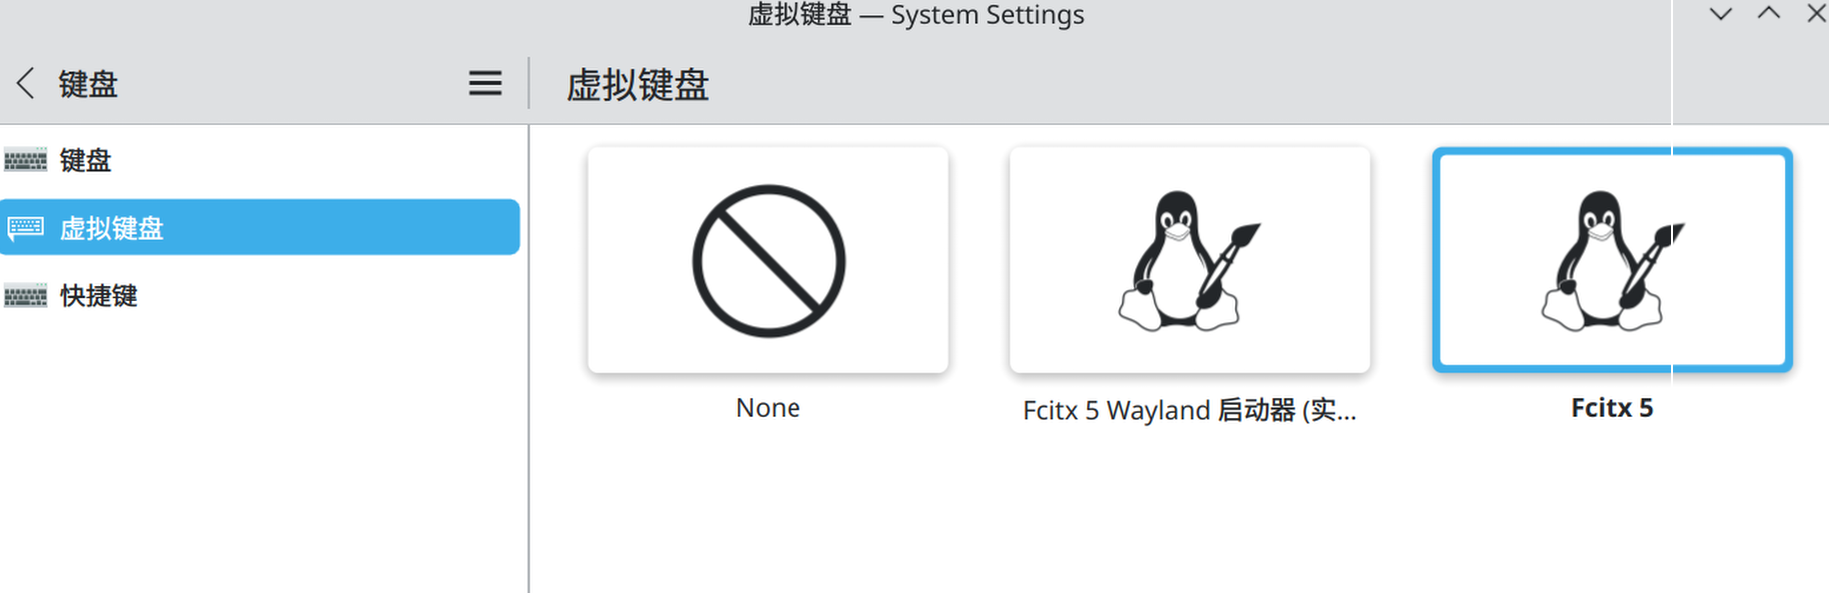 虚拟键盘 — System Settings
键盘
虚拟键盘
键盘
虚拟键盘
快捷键
None
Fcitx 5 Wayland 启动器 (实...
Fcitx 5